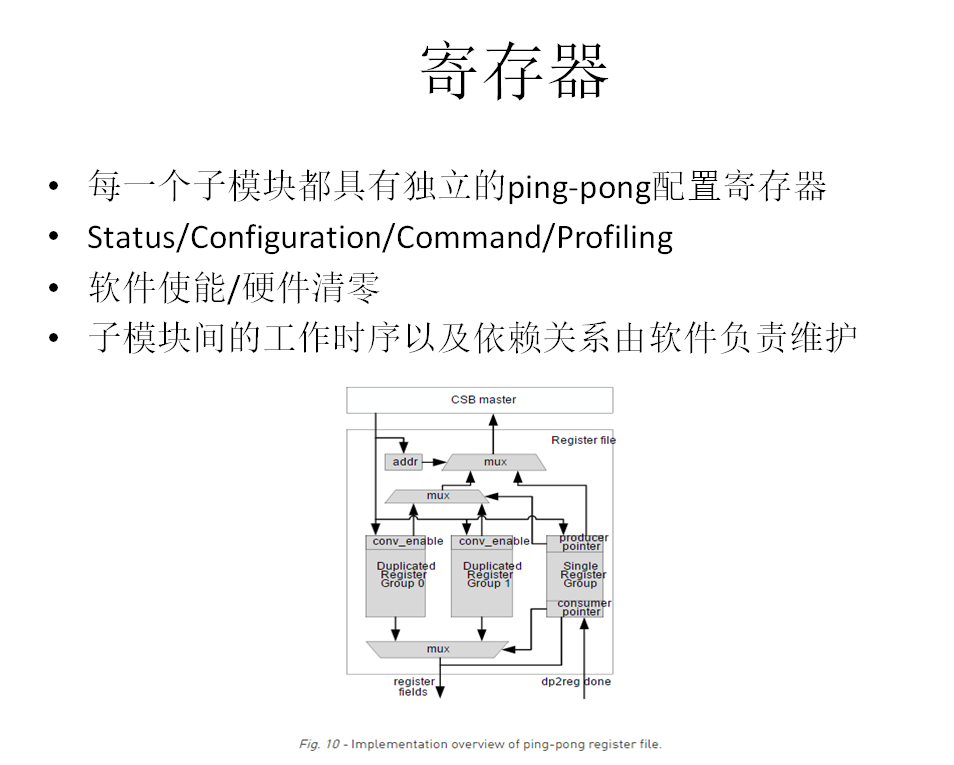 寄存器
• 每一个子模块都具有独立的ping-pong配置寄存器
• Status/Configuration/Command/Profiling
• 软件使能/硬件清零
• 子模块间的工作时序以及依赖关系由软件负责维护
CSB master
Register file
addr
mux
mux
conv_enable
conv_enable
producer
pointer
Duplicated
Register
Group 0
Duplicated
Register
Group 1
Single
Register
Group
consumer
pointer
mux
register
fields
dp2reg done
Fig. 10 - Implementation overview of ping-pong register file.